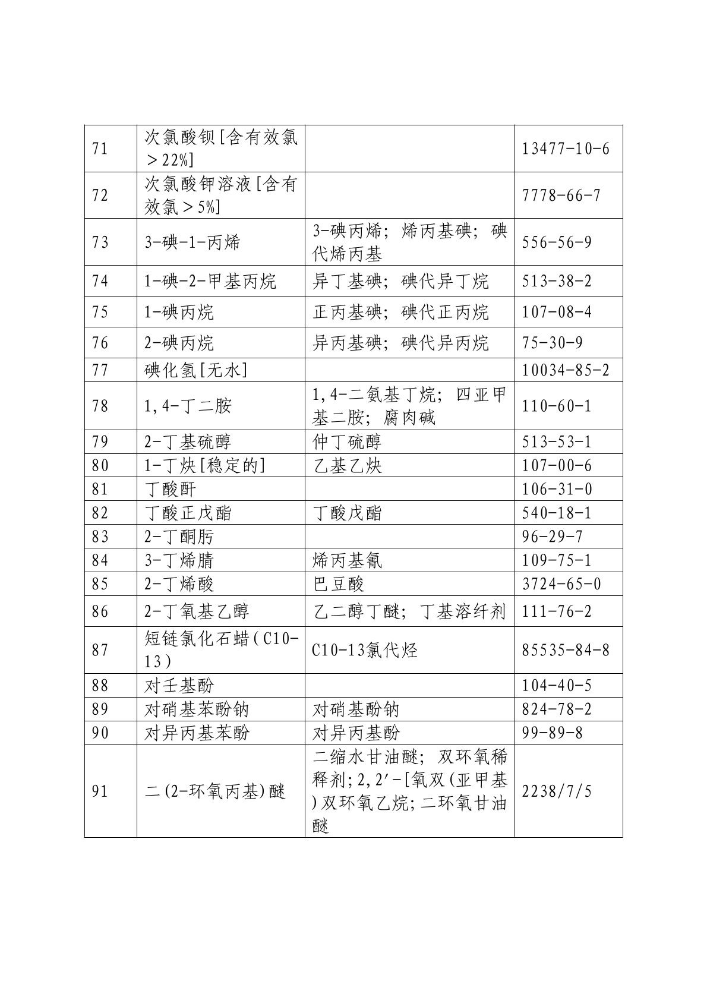 71 次氯酸钡[含有效氯 13477-10-6
＞22%]
72 次氯酸钾溶液[含有 7778-66-7
效氯＞5%]
73 3-碘-1-丙烯 3-碘丙烯；烯丙基碘；碘 556-56-9
代烯丙基
74 1-碘-2-甲基丙烷 异丁基碘；碘代异丁烷 513-38-2
75 1-碘丙烷 正丙基碘；碘代正丙烷 107-08-4
76 2-碘丙烷 异丙基碘；碘代异丙烷 75-30-9
77 碘化氢[无水] 10034-85-2
78 1,4-丁二胺 1,4-二氨基丁烷；四亚甲 110-60-1
基二胺；腐肉碱
79 2-丁基硫醇 仲丁硫醇 513-53-1
80 1-丁炔[稳定的] 乙基乙炔 107-00-6
81 丁酸酐 106-31-0
82 丁酸正戊酯 丁酸戊酯 540-18-1
83 2-丁酮肟 96-29-7
84 3-丁烯腈 烯丙基氰 109-75-1
85 2-丁烯酸 巴豆酸 3724-65-0
86 2-丁氧基乙醇 乙二醇丁醚；丁基溶纤剂 111-76-2
87 短链氯化石蜡(C10- C10-13氯代烃 85535-84-8
13)
88 对壬基酚 104-40-5
89 对硝基苯酚钠 对硝基酚钠 824-78-2
90 对异丙基苯酚 对异丙基酚 99-89-8
91 二(2-环氧丙基)醚 二缩水甘油醚；双环氧稀 2238/7/5
释剂;2,2′-[氧双(亚甲基
)双环氧乙烷;二环氧甘油
醚